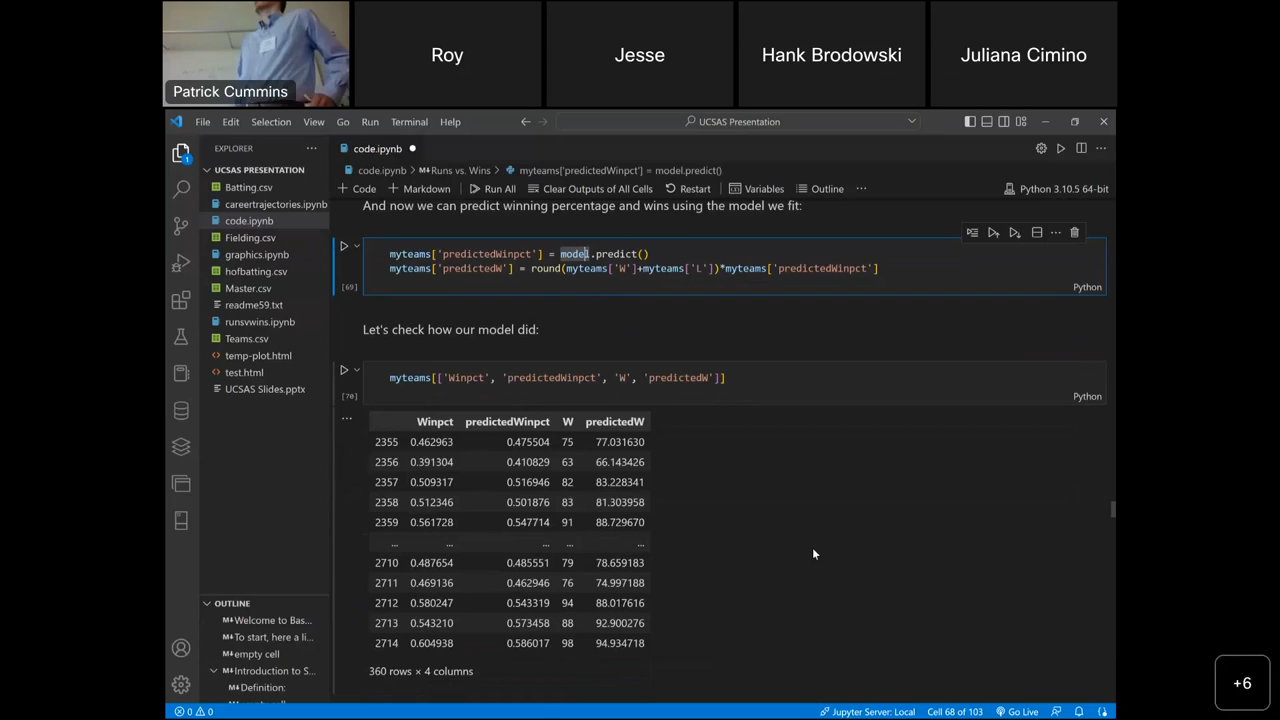 Patrick Cummins
Roy
Jesse
Hank Brodowski
Juliana Cimino
File Edit Selection View Go Run Terminal Help
UCSAS Presentation
EXPLORER
code.ipynb
UCSAS PRESENTATION
Batting.csv
careertrajectories.ipynb
code.ipynb
Fielding.csv
graphics.ipynb
hofbatting.csv
Master.csv
readme59.txt
runsvwins.ipynb
Teams.csv
temp-plot.html
test.html
UCSAS Slides.pptx
OUTLINE
Welcome to Bas...
To start, here a li...
empty cell
Introduction to S...
Definition:
code.ipynb > Runs vs. Wins > myteams['predictedWinpct'] = model.predict()
+ Code + Markdown Run All Clear Outputs of All Cells Restart Variables Outline ... Python 3.10.5 64-bit
And now we can predict winning percentage and wins using the model we fit:
myteams['predictedWinpct'] = model.predict()
myteams['predictedW'] = round(myteams['W']+myteams['L'])*myteams['predictedWinpct']
[69]
Python
Let's check how our model did:
myteams[['Winpct', 'predictedWinpct', 'W', 'predictedW']]
[70]
Python
...
Winpct predictedWinpct W predictedW
2355 0.462963 0.475504 75 77.031630
2356 0.391304 0.410829 63 66.143426
2357 0.509317 0.516946 82 83.228341
2358 0.512346 0.501876 83 81.303958
2359 0.561728 0.547714 91 88.729670
... ... ... ... ...
2710 0.487654 0.485551 79 78.659183
2711 0.469136 0.462946 76 74.997188
2712 0.580247 0.543319 94 88.017616
2713 0.543210 0.573458 88 92.900276
2714 0.604938 0.586017 98 94.934718
360 rows × 4 columns
+6
0 0
Jupyter Server: Local Cell 68 of 103 Go Live